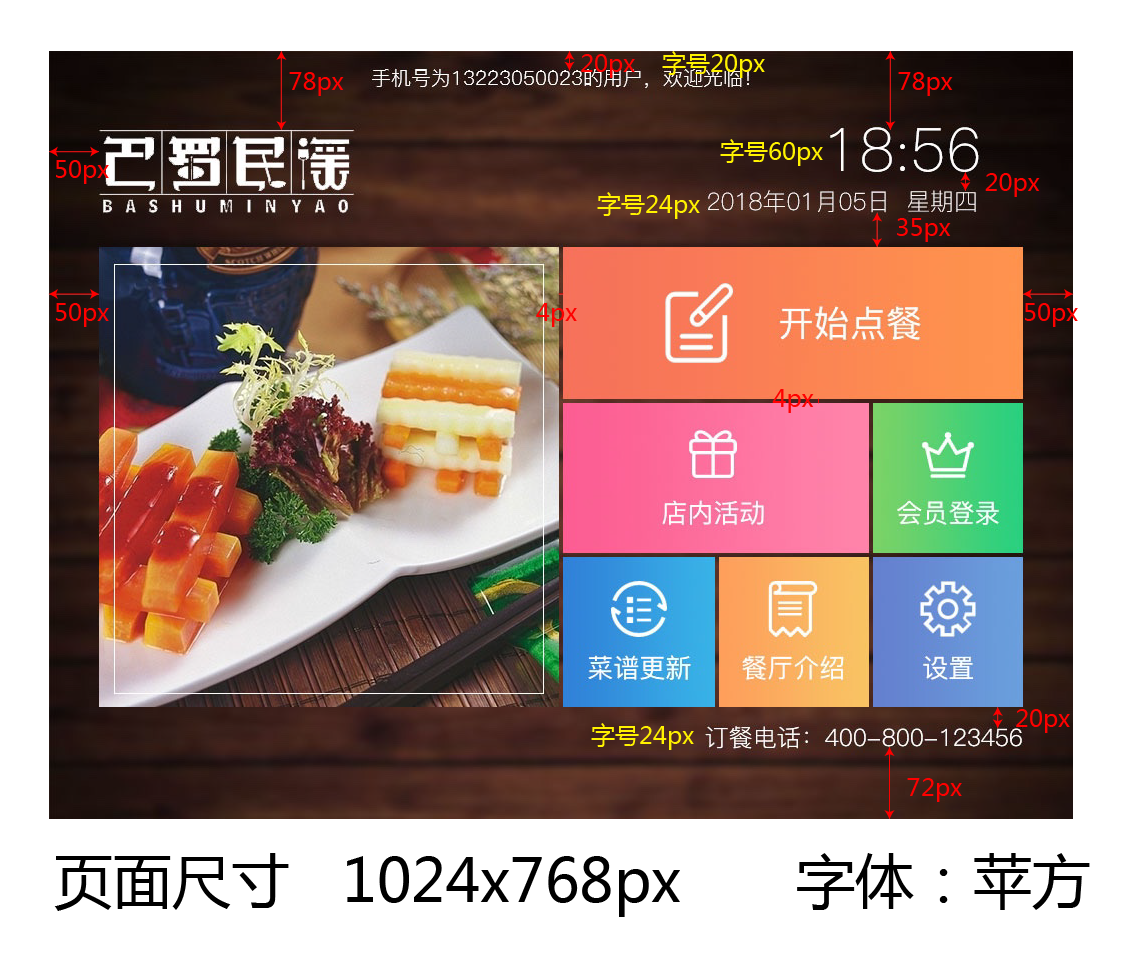 20px
字号20px
手机号为13223050023的用户，欢迎光临！
78px
78px
巴蜀民谣
BASHUMINYAO
50px
字号60px
18:56
20px
字号24px
2018年01月05日 星期四
35px
50px
4px
50px
开始点餐
4px
店内活动
会员登录
菜谱更新
餐厅介绍
设置
20px
字号24px
订餐电话：400-800-123456
72px
页面尺寸 1024x768px 字体：苹方